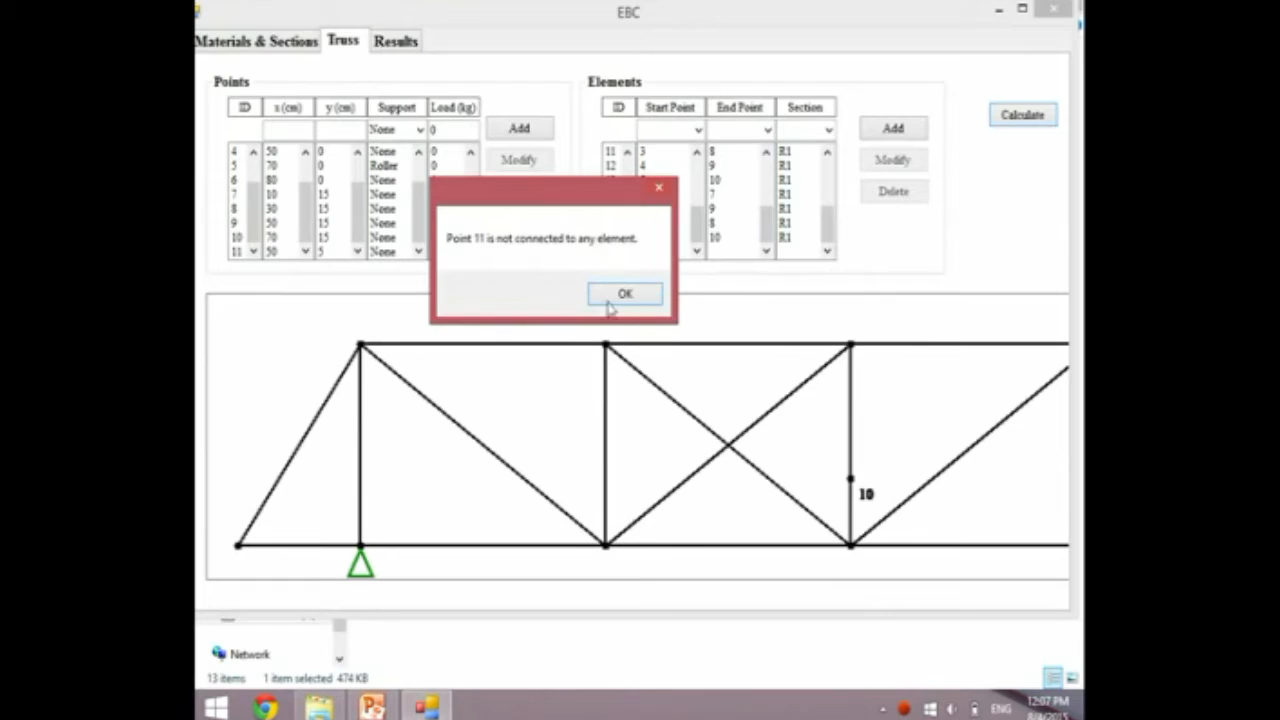 EBC
Materials & Sections Truss Results
Points
ID x (cm) y (cm) Support Load (kg)
None 0
Add
4 50 0 None 0
5 70 0 Roller 0
6 80 0 None
7 10 15 None
8 30 15 None
9 50 15 None
10 70 15 None
11 50 5 None
Modify
Elements
ID Start Point End Point Section
Add
11 3 8 R1
12 4 9 R1
10 R1
7 R1
9 R1
8 R1
10 R1
Modify
Delete
Calculate
Point 11 is not connected to any element.
OK
10
Network
13 items 1 item selected 474 KB
ENG
12:07 PM